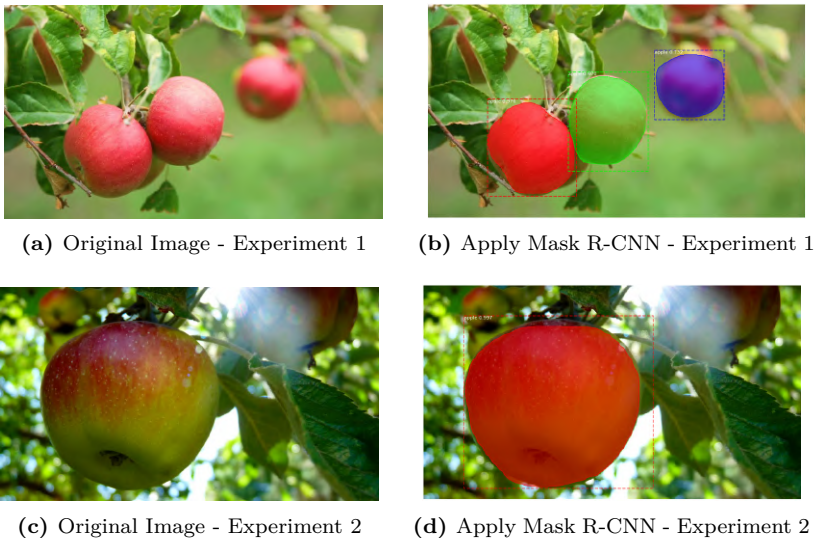 (a) Original Image - Experiment 1
(b) Apply Mask R-CNN - Experiment 1
(c) Original Image - Experiment 2
(d) Apply Mask R-CNN - Experiment 2